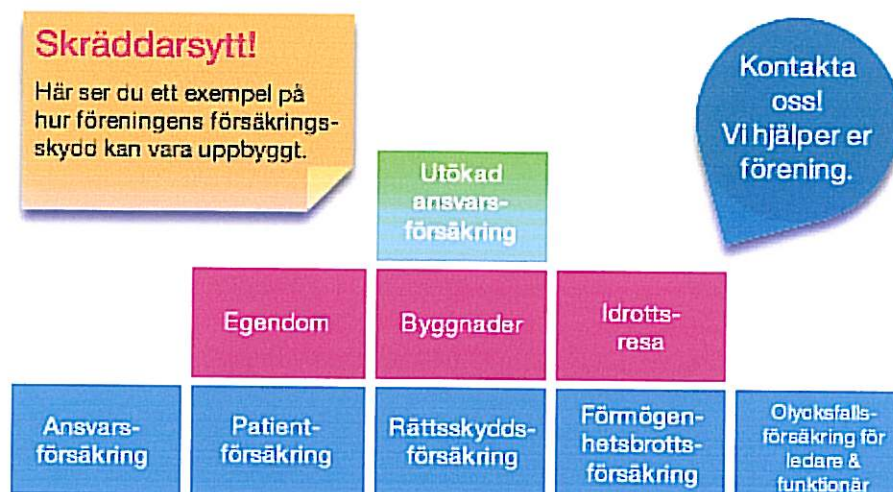 Skräddarsytt!
Här ser du ett exempel på
hur föreningens försäkrings-
skydd kan vara uppbyggt.
Kontakta
oss!
Vi hjälper er
förening.
Utökad
ansvars-
försäkring
Egendom
Byggnader
Idrotts-
resa
Ansvars-
försäkring
Patient-
försäkring
Rättsskydds-
försäkring
Förmögen-
hetsbrotts-
försäkring
Olycksfalls-
försäkring för
ledare &
funktionär